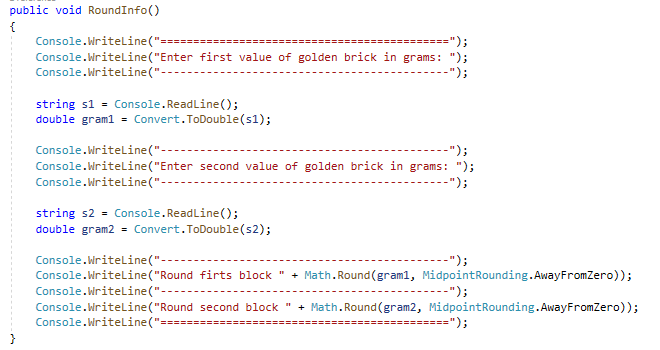 public void RoundInfo()
{
Console.WriteLine("============================================");
Console.WriteLine("Enter first value of golden brick in grams: ");
Console.WriteLine("--------------------------------------------");
string s1 = Console.ReadLine();
double gram1 = Convert.ToDouble(s1);
Console.WriteLine("--------------------------------------------");
Console.WriteLine("Enter second value of golden brick in grams: ");
Console.WriteLine("--------------------------------------------");
string s2 = Console.ReadLine();
double gram2 = Convert.ToDouble(s2);
Console.WriteLine("--------------------------------------------");
Console.WriteLine("Round firts block " + Math.Round(gram1, MidpointRounding.AwayFromZero));
Console.WriteLine("--------------------------------------------");
Console.WriteLine("Round second block " + Math.Round(gram2, MidpointRounding.AwayFromZero));
Console.WriteLine("============================================");
}